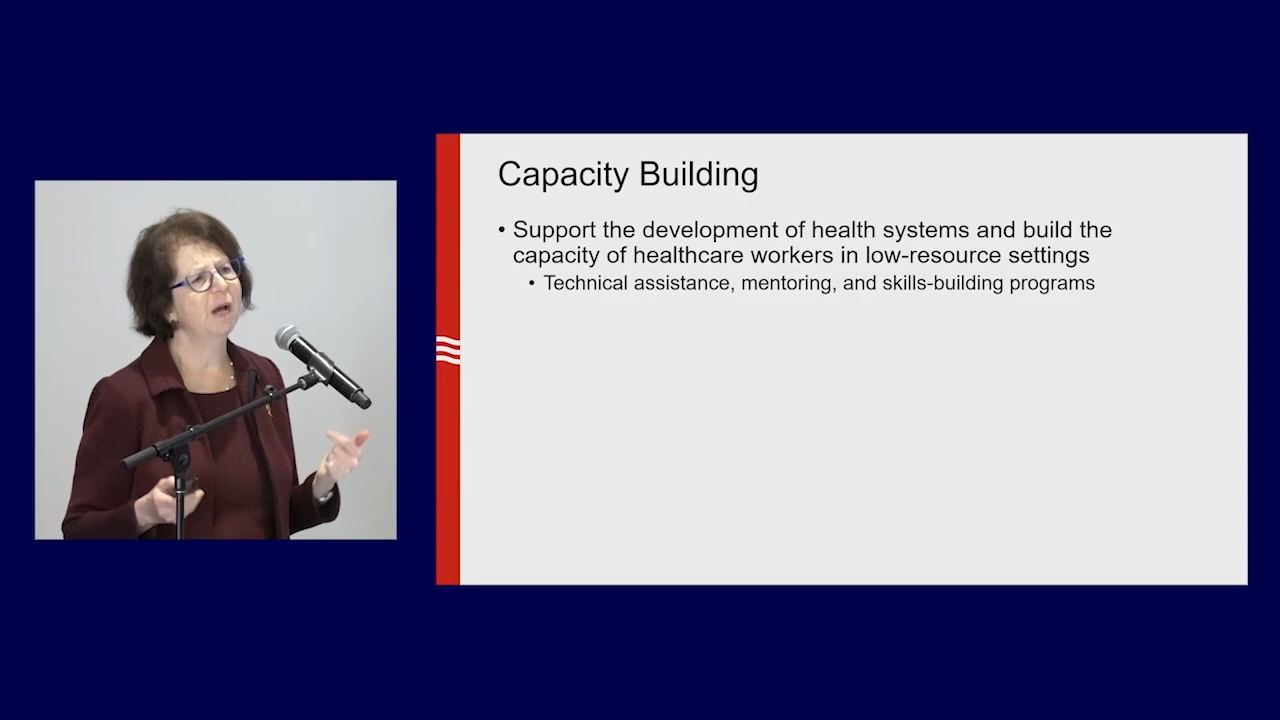 Capacity Building
• Support the development of health systems and build the
capacity of healthcare workers in low-resource settings
• Technical assistance, mentoring, and skills-building programs